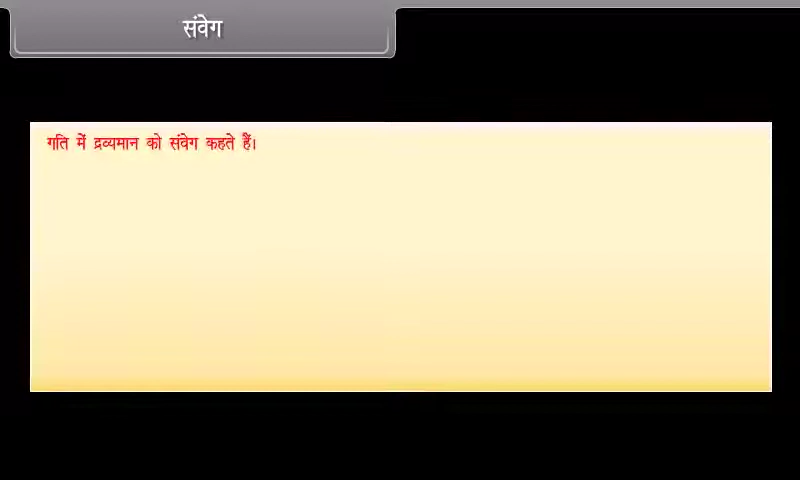 संवेग
गति में द्रव्यमान को संवेग कहते हैं।